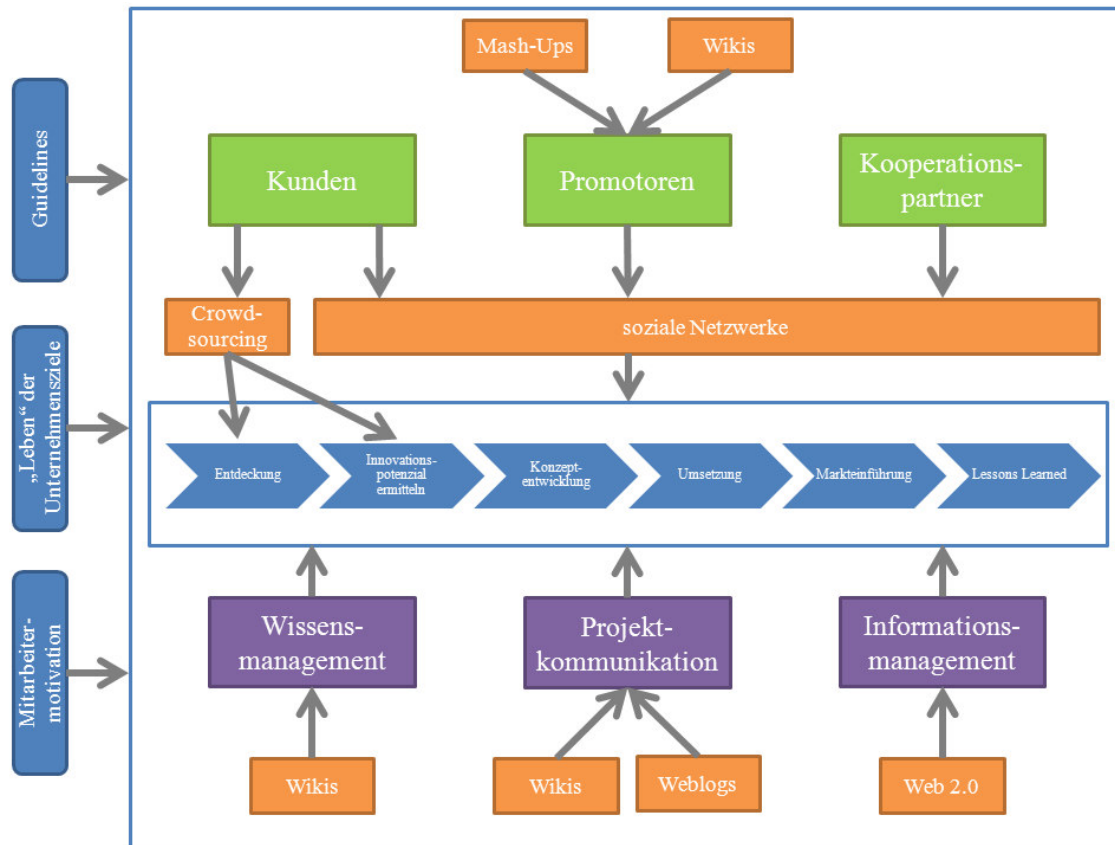 Mash-Ups
Wikis
Guidelines
Kunden
Promotoren
Kooperations-
partner
Crowd-
sourcing
soziale Netzwerke
„Leben“ der
Unternehmensziele
Entdeckung
Innovations-
potenzial
ermitteln
Konzept-
entwicklung
Umsetzung
Markteinführung
Lessons Learned
Mitarbeiter-
motivation
Wissens-
management
Projekt-
kommunikation
Informations-
management
Wikis
Wikis
Weblogs
Web 2.0